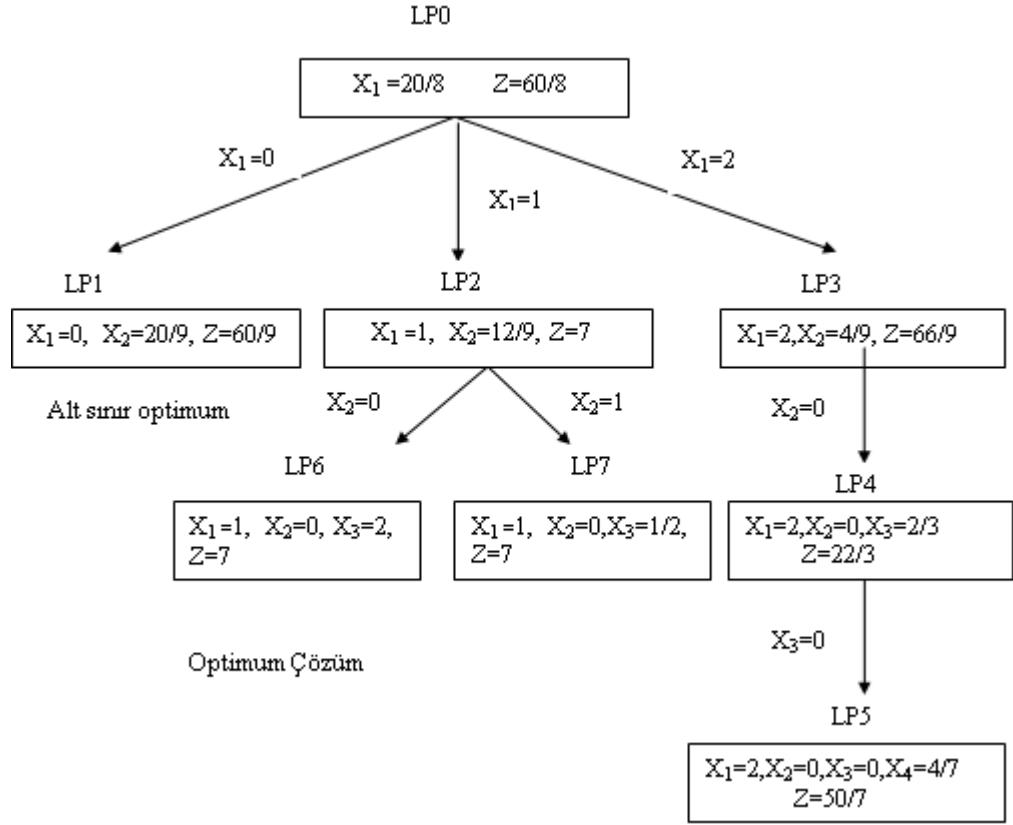 LP0
X1 =20/8 Z=60/8
X1=0
X1=1
X1=2
LP1
LP2
LP3
X1=0, X2=20/9, Z=60/9
X1 =1, X2=12/9, Z=7
X1=2,X2=4/9, Z=66/9
Alt sınır optimum
X2=0
X2=1
X2=0
LP6
LP7
LP4
X1=1, X2=0, X3=2,
Z=7
X1=1, X2=0,X3=1/2,
Z=7
X1=2,X2=0,X3=2/3
Z=22/3
X3=0
Optimum Çözüm
LP5
X1=2,X2=0,X3=0,X4=4/7
Z=50/7